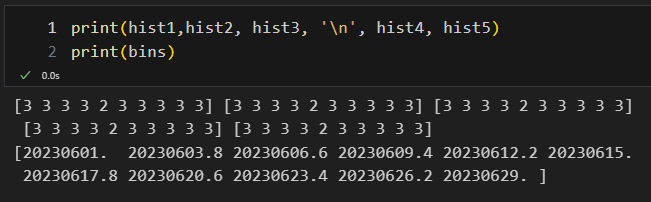 1 print(hist1,hist2, hist3, '\n', hist4, hist5)
2 print(bins)
✓ 0.0s
[3 3 3 3 2 3 3 3 3 3] [3 3 3 3 2 3 3 3 3 3] [3 3 3 3 2 3 3 3 3 3]
 [3 3 3 3 2 3 3 3 3 3] [3 3 3 3 2 3 3 3 3 3]
[20230601.  20230603.8 20230606.6 20230609.4 20230612.2 20230615.
 20230617.8 20230620.6 20230623.4 20230626.2 20230629. ]